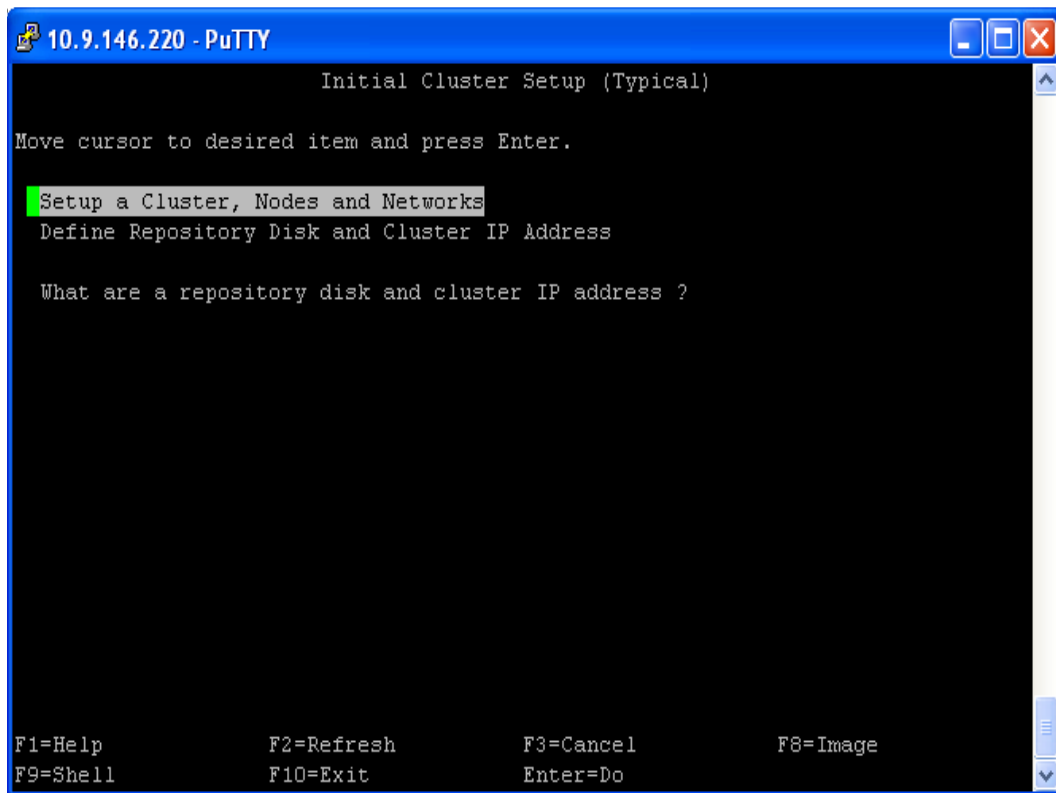 10.9.146.220 - PuTTY
Initial Cluster Setup (Typical)
Move cursor to desired item and press Enter.
Setup a Cluster, Nodes and Networks
Define Repository Disk and Cluster IP Address
What are a repository disk and cluster IP address ?
F1=Help F2=Refresh F3=Cancel F8=Image
F9=Shell F10=Exit Enter=Do